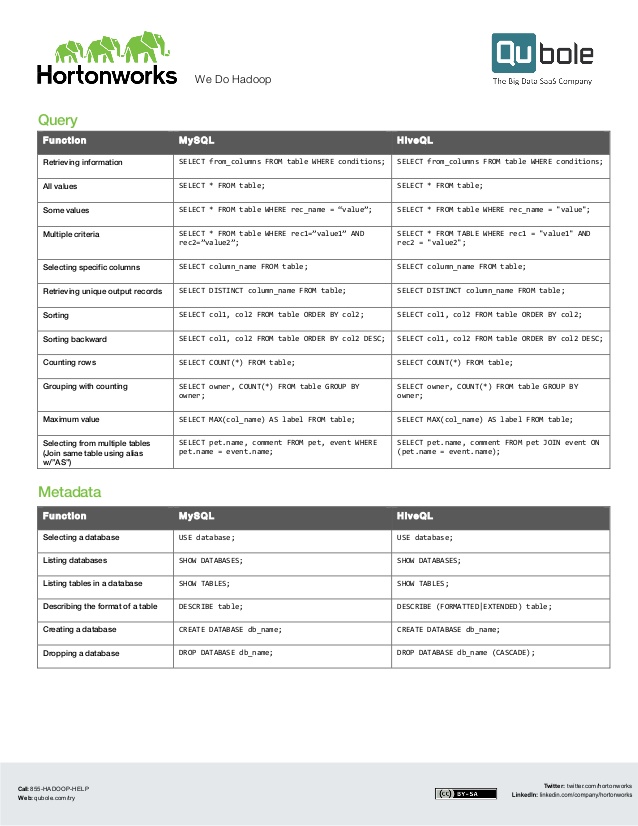 Hortonworks
We Do Hadoop
Qubole
The Big Data SaaS Company
Query
Function MySQL HiveQL
Retrieving information SELECT from_columns FROM table WHERE conditions; SELECT from_columns FROM table WHERE conditions;
All values SELECT * FROM table; SELECT * FROM table;
Some values SELECT * FROM table WHERE rec_name = “value”; SELECT * FROM table WHERE rec_name = "value";
Multiple criteria SELECT * FROM table WHERE rec1=“value1” AND SELECT * FROM TABLE WHERE rec1 = "value1" AND
rec2=“value2”; rec2 = "value2";
Selecting specific columns SELECT column_name FROM table; SELECT column_name FROM table;
Retrieving unique output records SELECT DISTINCT column_name FROM table; SELECT DISTINCT column_name FROM table;
Sorting SELECT col1, col2 FROM table ORDER BY col2; SELECT col1, col2 FROM table ORDER BY col2;
Sorting backward SELECT col1, col2 FROM table ORDER BY col2 DESC; SELECT col1, col2 FROM table ORDER BY col2 DESC;
Counting rows SELECT COUNT(*) FROM table; SELECT COUNT(*) FROM table;
Grouping with counting SELECT owner, COUNT(*) FROM table GROUP BY SELECT owner, COUNT(*) FROM table GROUP BY
owner; owner;
Maximum value SELECT MAX(col_name) AS label FROM table; SELECT MAX(col_name) AS label FROM table;
Selecting from multiple tables SELECT pet.name, comment FROM pet, event WHERE SELECT pet.name, comment FROM pet JOIN event ON
(Join same table using alias pet.name = event.name; (pet.name = event.name);
w/"AS")
Metadata
Function MySQL HiveQL
Selecting a database USE database; USE database;
Listing databases SHOW DATABASES; SHOW DATABASES;
Listing tables in a database SHOW TABLES; SHOW TABLES;
Describing the format of a table DESCRIBE table; DESCRIBE (FORMATTED|EXTENDED) table;
Creating a database CREATE DATABASE db_name; CREATE DATABASE db_name;
Dropping a database DROP DATABASE db_name; DROP DATABASE db_name (CASCADE);
Call: 855-HADOOP-HELP
Web: qubole.com/try
(cc) BY-SA
Twitter: twitter.com/hortonworks
LinkedIn: linkedin.com/company/hortonworks